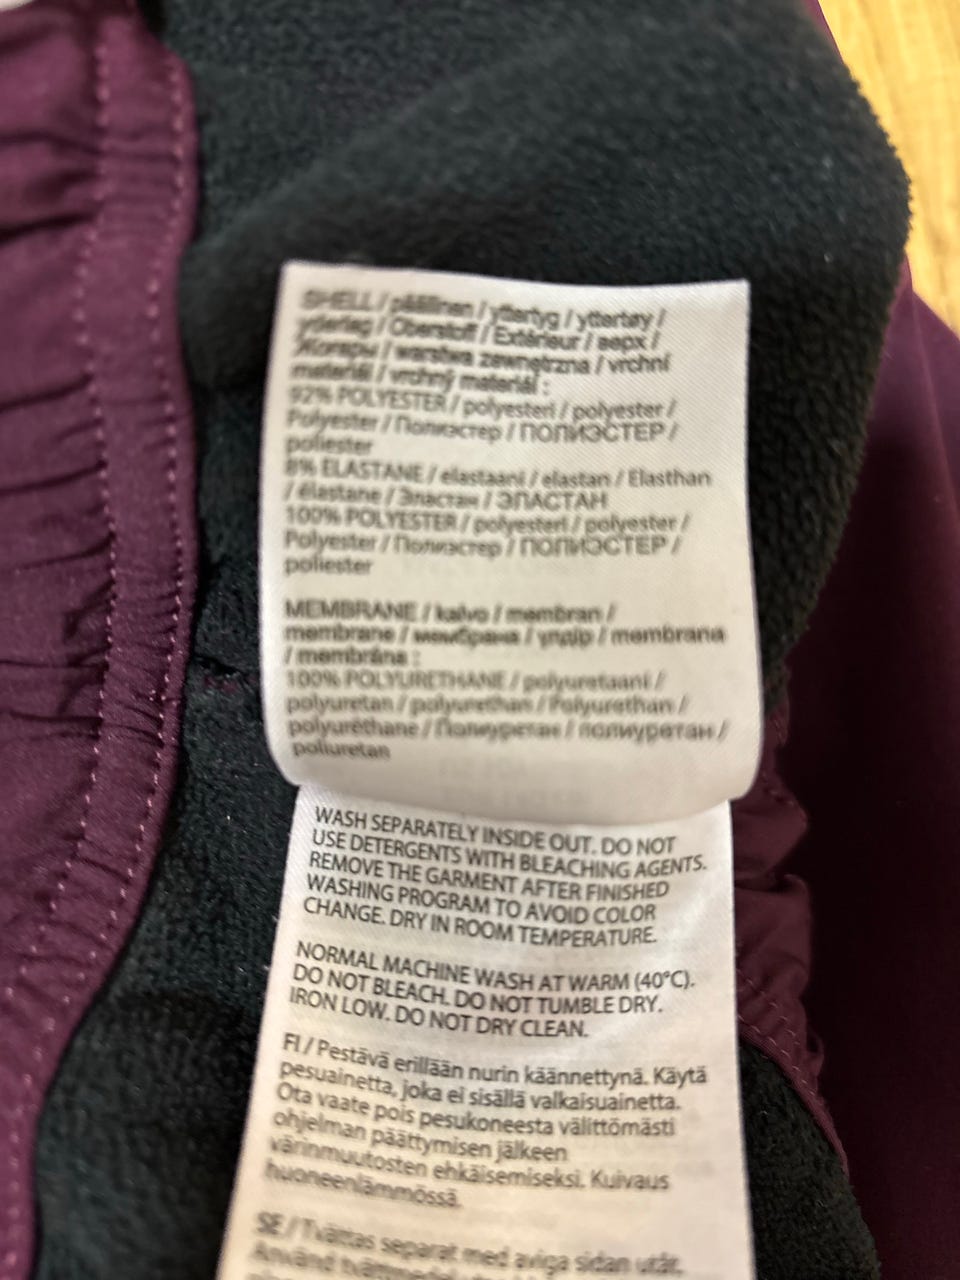 SHELL / päällinen / yttertyg / yttertøy /
yderlag / Oberstoff / Extérieur / верх /
/ warstwa zewnętrzna / vrchní
materiál / vrchný materiál :
92% POLYESTER / polyesteri / polyester /
Polyester / Полиэстер / ПОЛИЭСТЕР /
poliester
8% ELASTANE / elastaani / elastan / Elasthan
/ élastane / Эластан / ЭЛАСТАН
100% POLYESTER / polyesteri / polyester /
Polyester / Полиэстер / ПОЛИЭСТЕР /
poliester
MEMBRANE / kalvo / membran /
membrane / мембрана / / membrana
/ membrána :
100% POLYURETHANE / polyuretaani /
polyuretan / polyurethan / Polyurethan /
polyuréthane / Полиуретан / полиуретан /
poliuretan
WASH SEPARATELY INSIDE OUT. DO NOT
USE DETERGENTS WITH BLEACHING AGENTS.
REMOVE THE GARMENT AFTER FINISHED
WASHING PROGRAM TO AVOID COLOR
CHANGE. DRY IN ROOM TEMPERATURE.
NORMAL MACHINE WASH AT WARM (40°C).
DO NOT BLEACH. DO NOT TUMBLE DRY.
IRON LOW. DO NOT DRY CLEAN.
FI / Pestävä erillään nurin käännettynä. Käytä
pesuainetta, joka ei sisällä valkaisuainetta.
Ota vaate pois pesukoneesta välittömästi
ohjelman päättymisen jälkeen
värinmuutosten ehkäisemiseksi. Kuivaus
huoneenlämmössä.
SE / Tvättas separat med aviga sidan utåt.
Använd tvättmedel utan